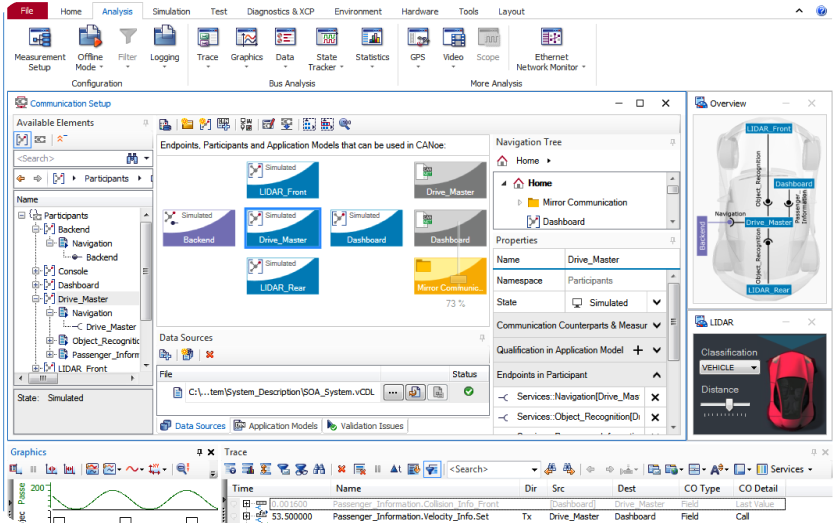 File Home Analysis Simulation Test Diagnostics & XCP Environment Hardware Tools Layout
Measurement Setup
Offline Mode
Filter
Logging
Trace
Graphics
Data
State Tracker
Statistics
GPS
Video
Scope
Ethernet Network Monitor
Configuration
Bus Analysis
More Analysis
Communication Setup
Available Elements
<Search>
Participants
Name
Participants
Backend
Navigation
Backend
Console
Dashboard
Drive_Master
Navigation
Drive_Master
Object_Recognitic
Passenger_Inform
LIDAR Front
State: Simulated
Endpoints, Participants and Application Models that can be used in CANoe:
Simulated
LIDAR_Front
Drive_Master
Simulated
Backend
Simulated
Drive_Master
Simulated
Dashboard
Dashboard
Simulated
LIDAR_Rear
Mirror Communic...
73 %
Data Sources
File Status
C:\...tem\System_Description\SOA_System.vCDL
Data Sources Application Models Validation Issues
Navigation Tree
Home
Home
Mirror Communication
Dashboard
Properties
Name Drive_Master
Namespace Participants
State Simulated
Communication Counterparts & Measur
Qualification in Application Model
Endpoints in Participant
Services::Navigation[Drive_Mas
Services::Object_Recognition[D
Overview
LIDAR_Front
Object_Recognition
Dashboard
Passenger_Information
Navigation
Drive_Master
Backend
Object_Recognition
LIDAR_Rear
LIDAR
Classification
VEHICLE
Distance
Graphics
200
Passe
Trace
<Search>
Services
Time Name Dir Src Dest CO Type CO Detail
0.001600 Passenger_Information.Collision_Info_Front [Dashboard] Drive_Master Field Last Value
53.500000 Passenger_Information.Velocity_Info.Set Tx Drive_Master Dashboard Field Call